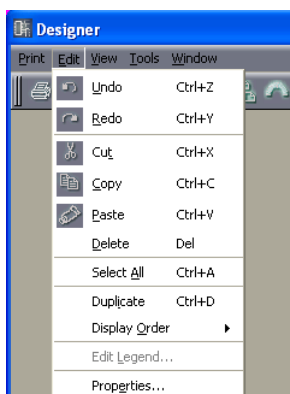 Designer
Print Edit View Tools Window
Undo Ctrl+Z
Redo Ctrl+Y
Cut Ctrl+X
Copy Ctrl+C
Paste Ctrl+V
Delete Del
Select All Ctrl+A
Duplicate Ctrl+D
Display Order
Edit Legend...
Properties...